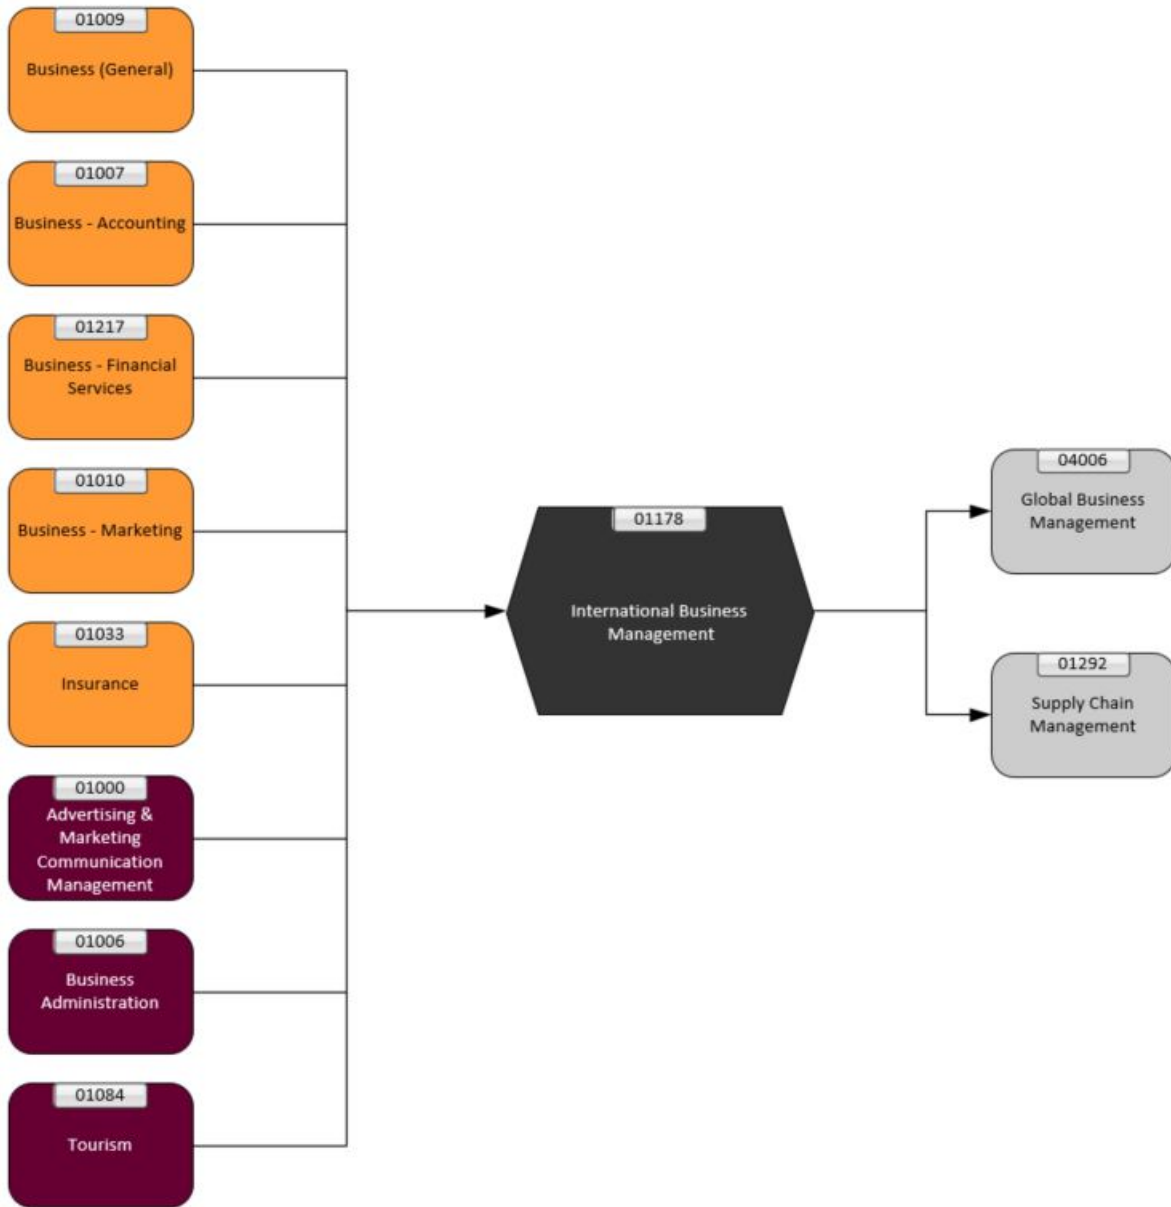 01009
Business (General)
01007
Business - Accounting
01217
Business - Financial
Services
01010
Business - Marketing
01033
Insurance
01000
Advertising &
Marketing
Communication
Management
01006
Business
Administration
01084
Tourism
01178
International Business
Management
04006
Global Business
Management
01292
Supply Chain
Management